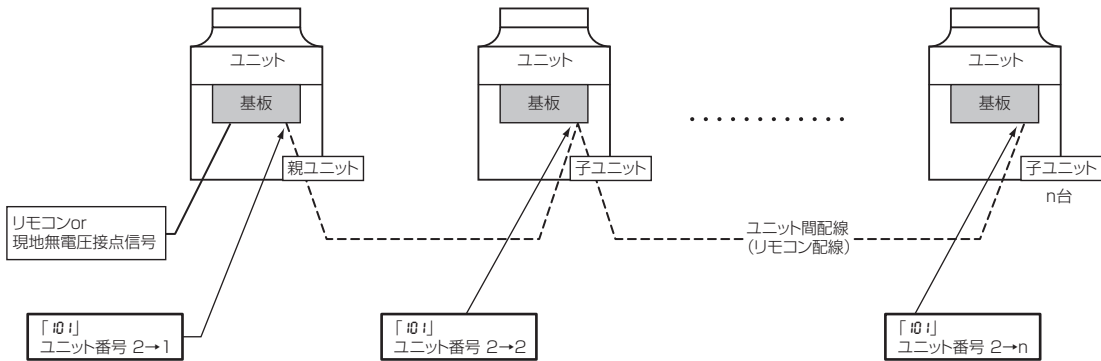 ユニット
基板
親ユニット
ユニット
基板
子ユニット
ユニット
基板
子ユニット
n台
リモコンor
現地無電圧接点信号
ユニット間配線
(リモコン配線)
「101」
ユニット番号 2→1
「101」
ユニット番号 2→2
「101」
ユニット番号 2→n